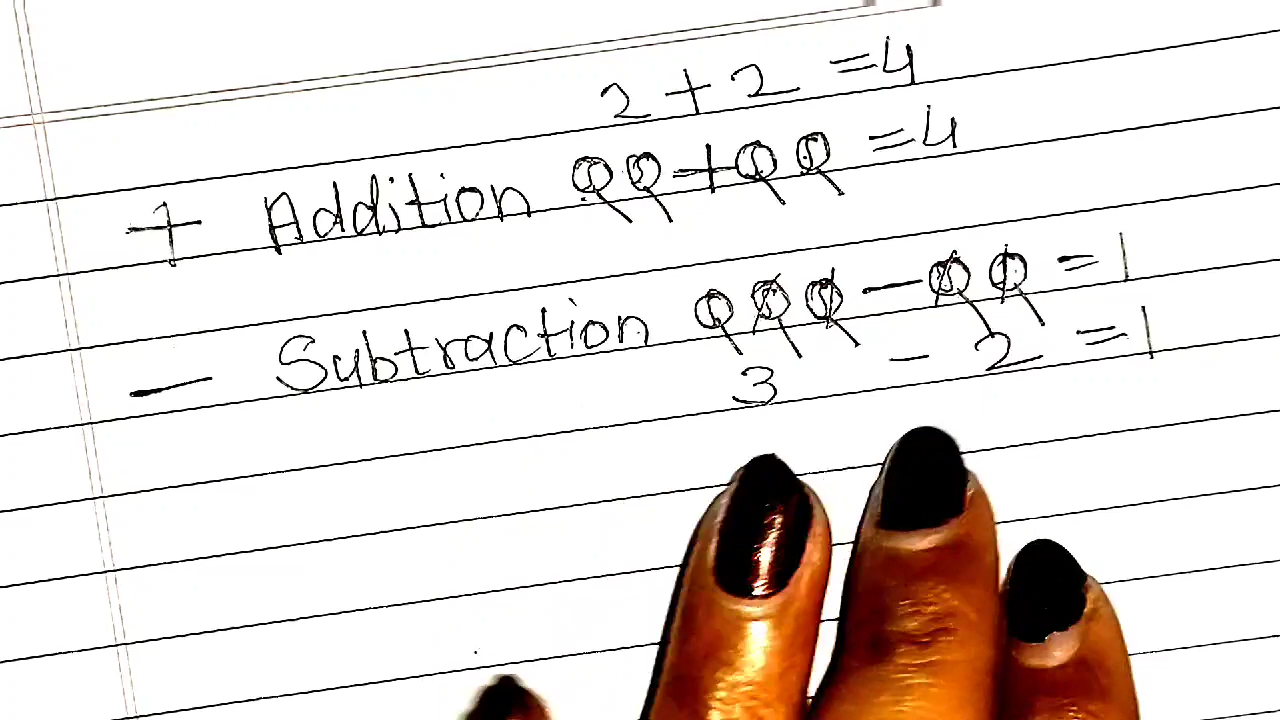 2 + 2 = 4
+ Addition + = 4
− Subtraction − = 1
3 − 2 = 1